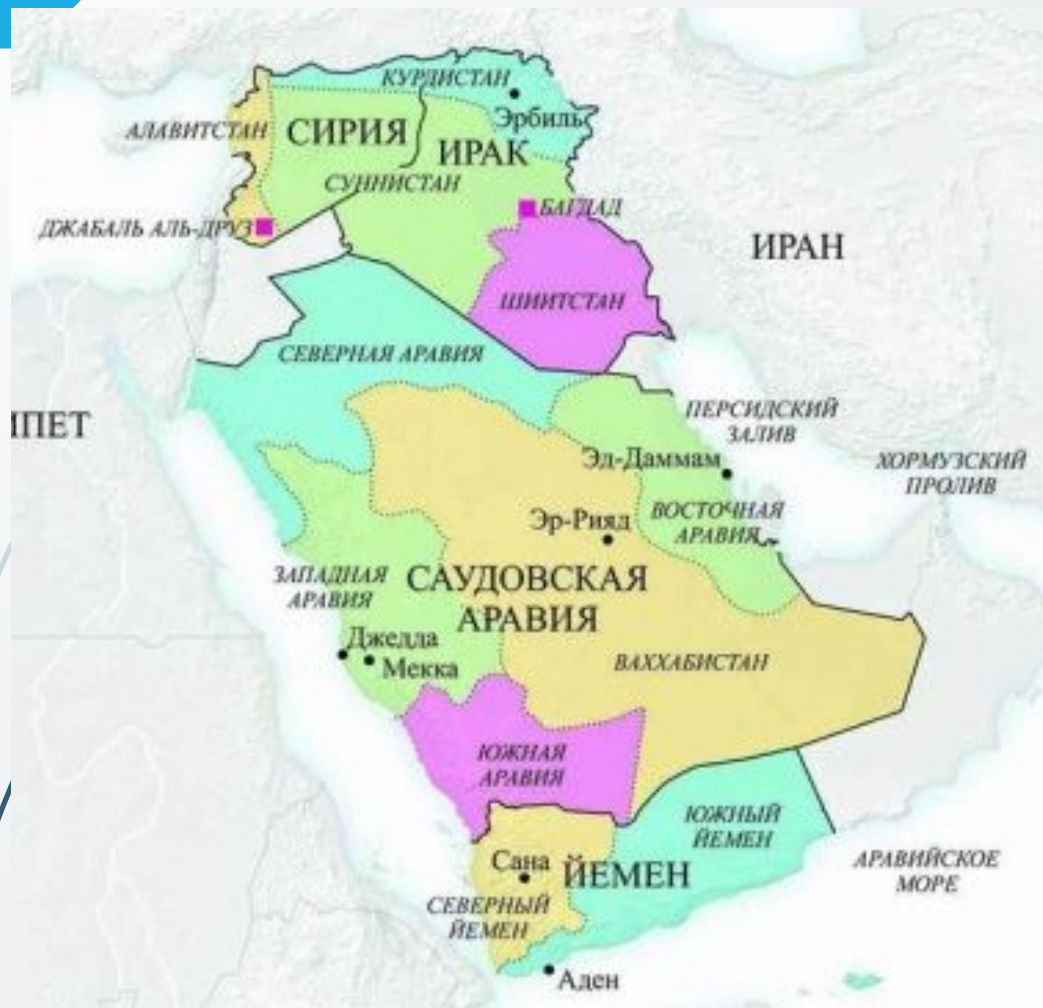 КУРДИСТАН
Эрбиль
АЛАВИТСТАН
СИРИЯ
ИРАК
СУННИСТАН
ДЖАБАЛЬ АЛЬ-ДРУЗ
БАГДАД
ИРАН
ШИИТСТАН
СЕВЕРНАЯ АРАВИЯ
ИПЕТ
ПЕРСИДСКИЙ
ЗАЛИВ
Эд-Даммам
ХОРМУЗСКИЙ
ПРОЛИВ
Эр-Рияд
ВОСТОЧНАЯ
АРАВИЯ
ЗАПАДНАЯ
АРАВИЯ
САУДОВСКАЯ
АРАВИЯ
Джедда
Мекка
ВАХХАБИСТАН
ЮЖНАЯ
АРАВИЯ
ЮЖНЫЙ
ЙЕМЕН
Сана
ЙЕМЕН
АРАВИЙСКОЕ
МОРЕ
СЕВЕРНЫЙ
ЙЕМЕН
Аден